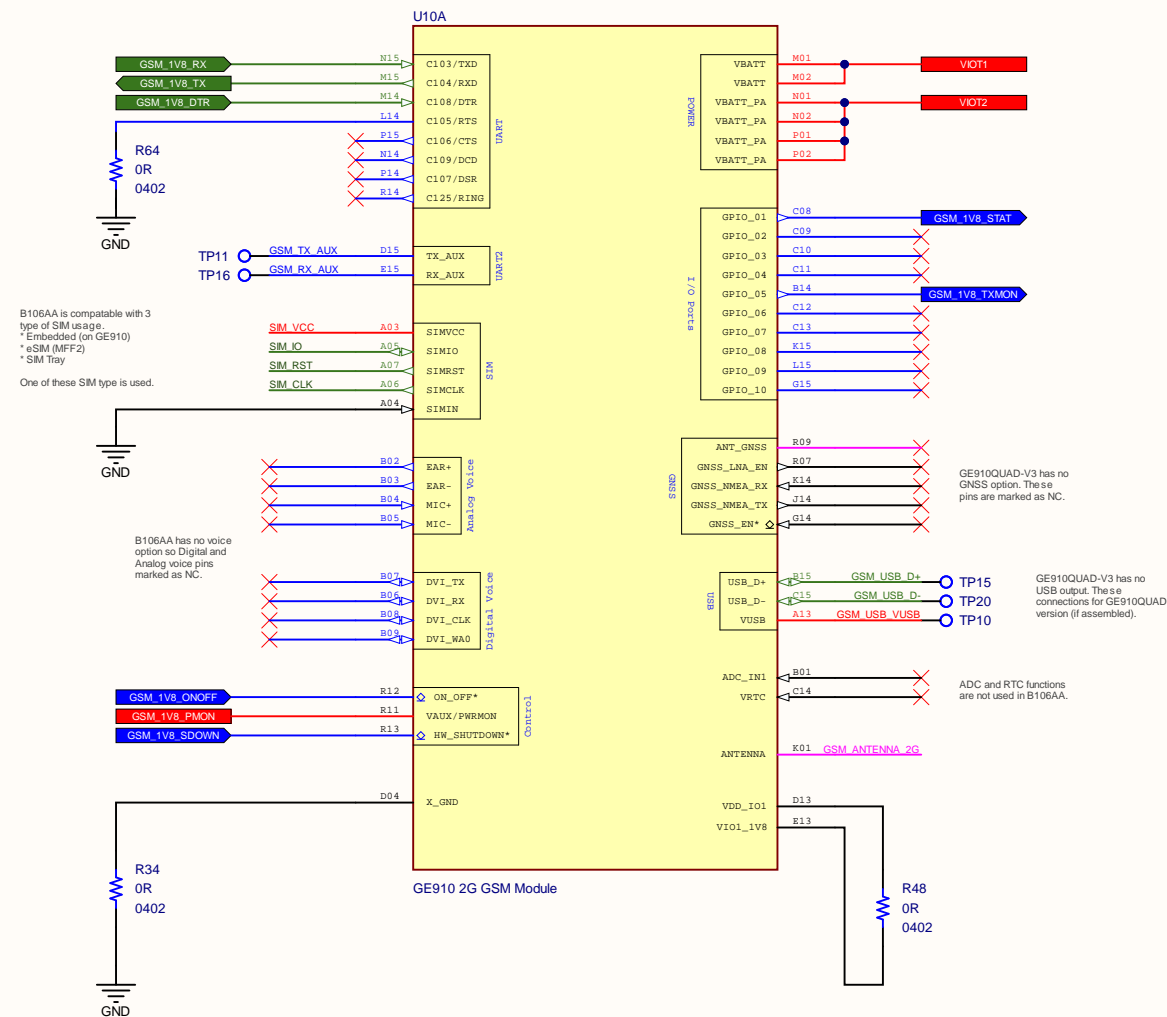 U10A
GSM_1V8_RX
N15
C103/TXD
GSM_1V8_TX
M15
C104/RXD
GSM_1V8_DTR
M14
C108/DTR
L14
C105/RTS
P15
C106/CTS
N14
C109/DCD
P14
C107/DSR
R14
C125/RING
UART
R64
0R
0402
GND
TP11
GSM_TX_AUX
D15
TX_AUX
TP16
GSM_RX_AUX
E15
RX_AUX
UART2
B106AA is compatable with 3
type of SIM usage.
* Embedded (on GE910)
* eSIM (MFF2)
* SIM Tray
One of these SIM type is used.
SIM_VCC
A03
SIMVCC
SIM_IO
A05
SIMIO
SIM_RST
A07
SIMRST
SIM_CLK
A06
SIMCLK
A04
SIMIN
SIM
GND
B02
EAR+
B03
EAR-
B04
MIC+
B05
MIC-
Analog Voice
B106AA has no voice
option so Digital and
Analog voice pins
marked as NC.
B07
DVI_TX
B06
DVI_RX
B08
DVI_CLK
B09
DVI_WA0
Digital Voice
GSM_1V8_ONOFF
R12
ON_OFF*
GSM_1V8_PMON
R11
VAUX/PWRMON
GSM_1V8_SDOWN
R13
HW_SHUTDOWN*
Control
D04
X_GND
R34
0R
0402
GND
GE910 2G GSM Module
POWER
VBATT
M01
VIOT1
VBATT
M02
VBATT_PA
N01
VIOT2
VBATT_PA
N02
VBATT_PA
P01
VBATT_PA
P02
I/O Ports
GPIO_01
C08
GSM_1V8_STAT
GPIO_02
C09
GPIO_03
C10
GPIO_04
C11
GPIO_05
B14
GSM_1V8_TXMON
GPIO_06
C12
GPIO_07
C13
GPIO_08
K15
GPIO_09
L15
GPIO_10
G15
GNSS
ANT_GNSS
R09
GNSS_LNA_EN
R07
GNSS_NMEA_RX
K14
GNSS_NMEA_TX
J14
GNSS_EN*
G14
GE910QUAD-V3 has no
GNSS option. These
pins are marked as NC.
USB
USB_D+
B15
GSM_USB_D+
TP15
USB_D-
C15
GSM_USB_D-
TP20
VUSB
A13
GSM_USB_VUSB
TP10
GE910QUAD-V3 has no
USB output. These
connections for GE910QUAD
version (if assembled).
ADC_IN1
B01
VRTC
C14
ADC and RTC functions
are not used in B106AA.
ANTENNA
K01
GSM_ANTENNA_2G
VDD_IO1
D13
VIO1_1V8
E13
R48
0R
0402